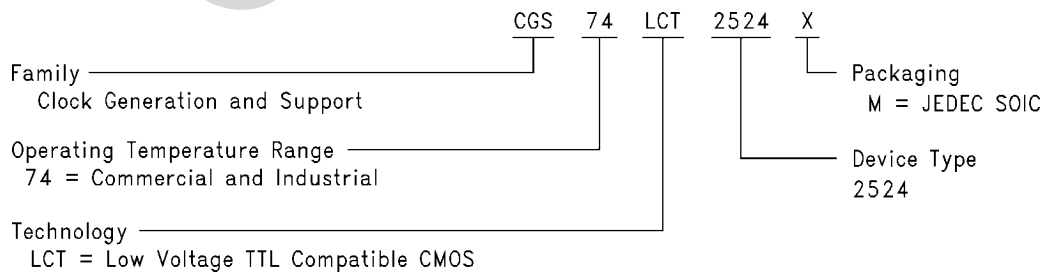 CGS 74 LCT 2524 X
Family
Clock Generation and Support
Operating Temperature Range
74 = Commercial and Industrial
Technology
LCT = Low Voltage TTL Compatible CMOS
Packaging
M = JEDEC SOIC
Device Type
2524